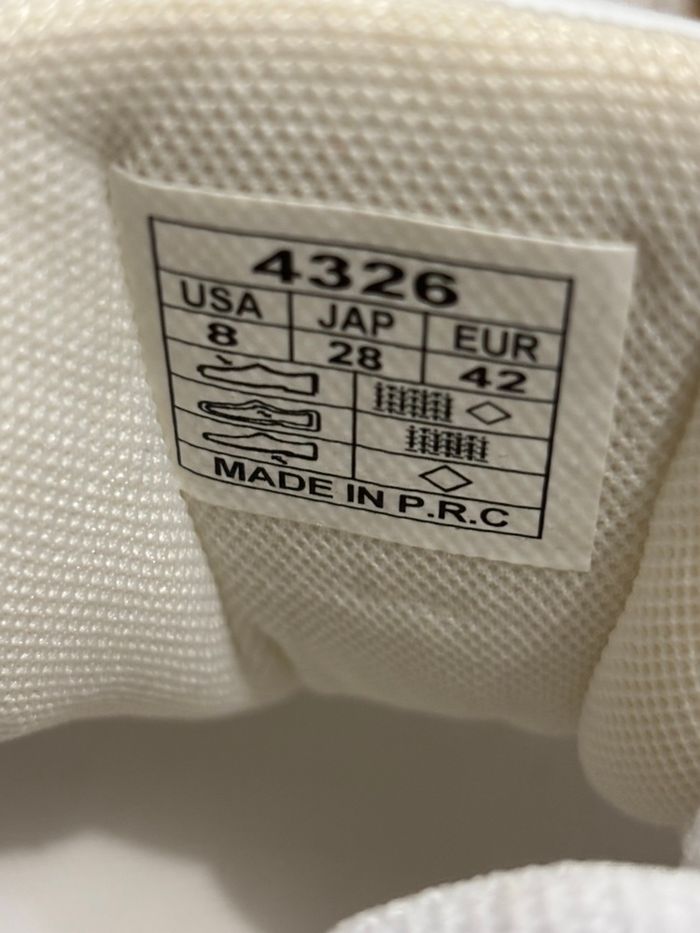 4326
USA JAP EUR
8 28 42
MADE IN P.R.C